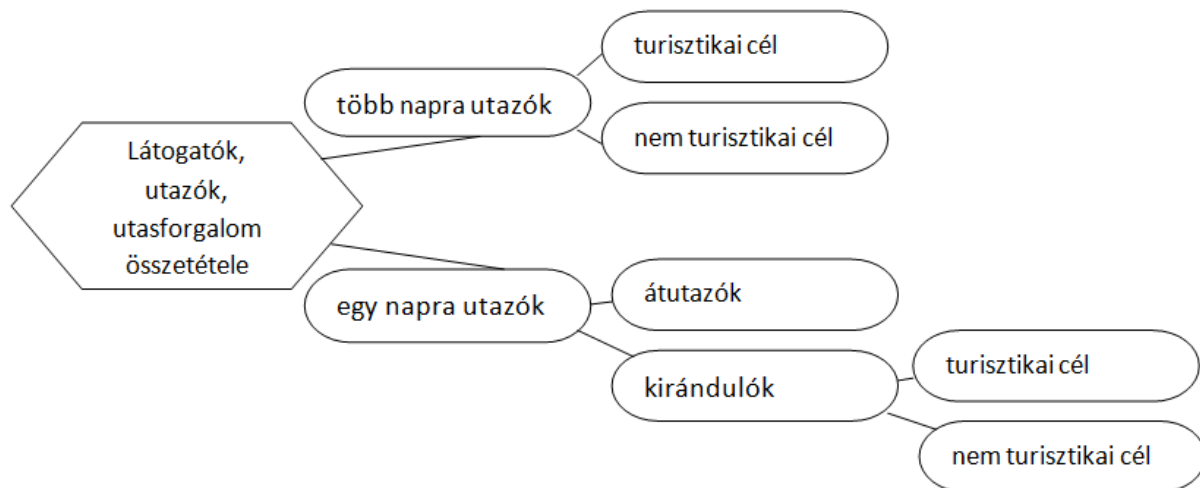 Látogatók,
utazók,
utasforgalom
összetétele
több napra utazók
turisztikai cél
nem turisztikai cél
egy napra utazók
átutazók
kirándulók
turisztikai cél
nem turisztikai cél